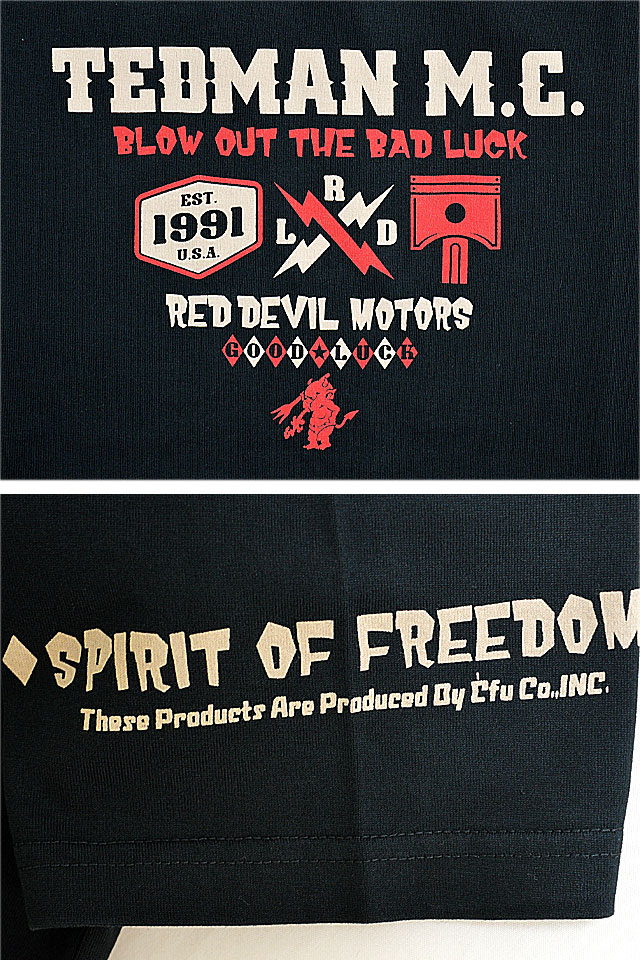 TEDMAN M.C.
BLOW OUT THE BAD LUCK
EST.
1991
U.S.A.
R
L D
RED DEVIL MOTORS
GOOD★LUCK
SPIRIT OF FREEDOM
These Products Are Produced By Efu Co.,INC.